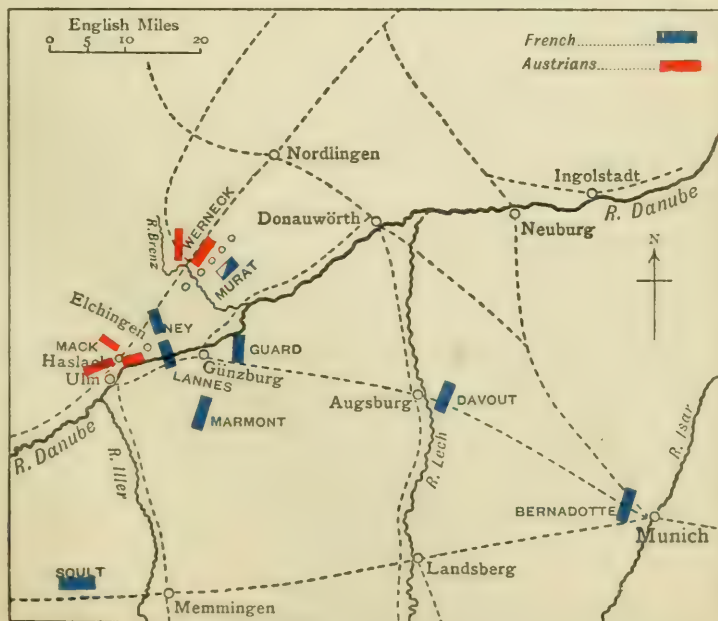 English Miles
0 5 10 20
French............
Austrians............
Nordlingen
Ingolstadt
R. Danube
Donauwörth
Neuburg
N
R. Brenz
WERNECK
MURAT
Elchingen
NEY
MACK
Haslach
GUARD
Ulm
LANNES
Günzburg
MARMONT
Augsburg
DAVOUT
R. Danube
R. Iller
R. Lech
R. Isar
BERNADOTTE
Munich
SOULT
Landsberg
Memmingen